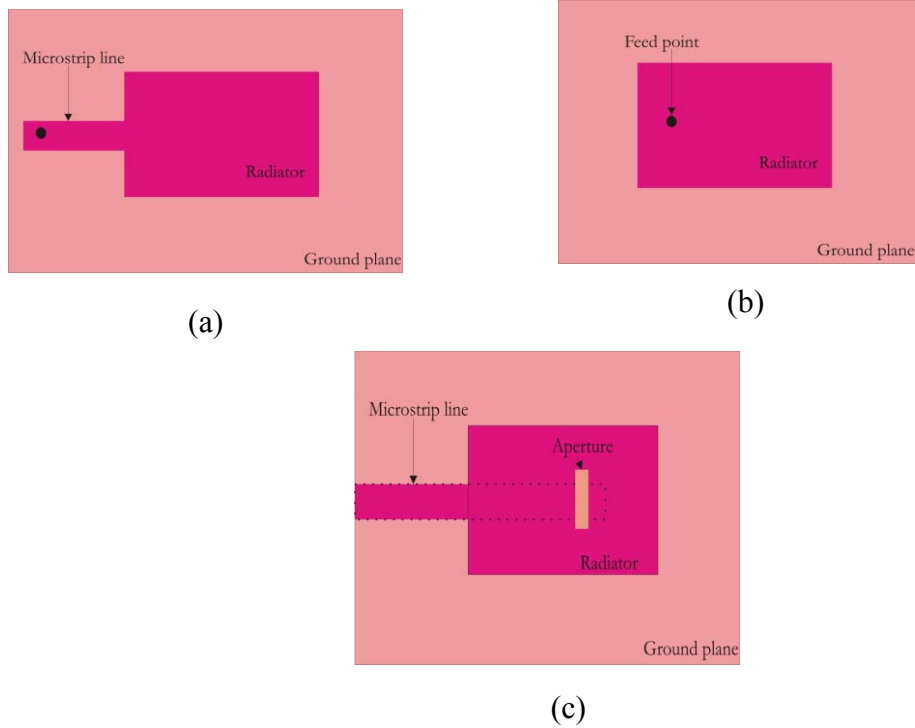 Microstrip line
Radiator
Ground plane
(a)
Feed point
Radiator
Ground plane
(b)
Microstrip line
Aperture
Radiator
Ground plane
(c)